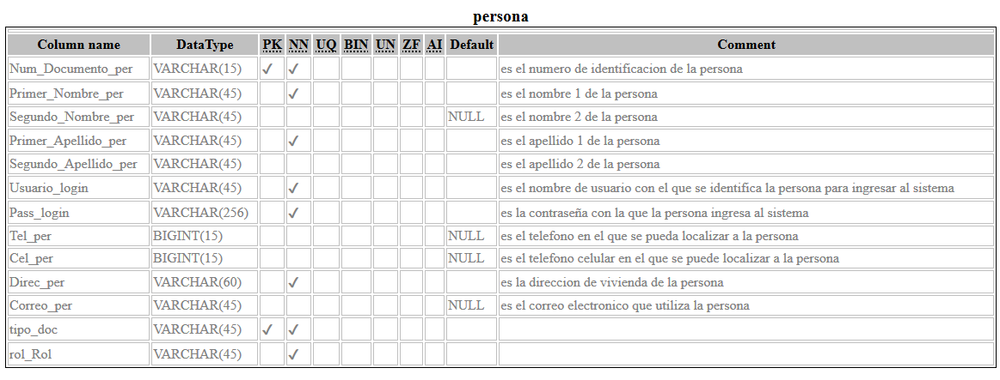 persona
Column name DataType PK NN UQ BIN UN ZF AI Default Comment
Num_Documento_per VARCHAR(15) ✓ ✓ es el numero de identificacion de la persona
Primer_Nombre_per VARCHAR(45) ✓ es el nombre 1 de la persona
Segundo_Nombre_per VARCHAR(45) NULL es el nombre 2 de la persona
Primer_Apellido_per VARCHAR(45) ✓ es el apellido 1 de la persona
Segundo_Apellido_per VARCHAR(45) es el apellido 2 de la persona
Usuario_login VARCHAR(45) ✓ es el nombre de usuario con el que se identifica la persona para ingresar al sistema
Pass_login VARCHAR(256) ✓ es la contraseña con la que la persona ingresa al sistema
Tel_per BIGINT(15) NULL es el telefono en el que se pueda localizar a la persona
Cel_per BIGINT(15) NULL es el telefono celular en el que se puede localizar a la persona
Direc_per VARCHAR(60) ✓ es la direccion de vivienda de la persona
Correo_per VARCHAR(45) NULL es el correo electronico que utiliza la persona
tipo_doc VARCHAR(45) ✓ ✓
rol_Rol VARCHAR(45) ✓